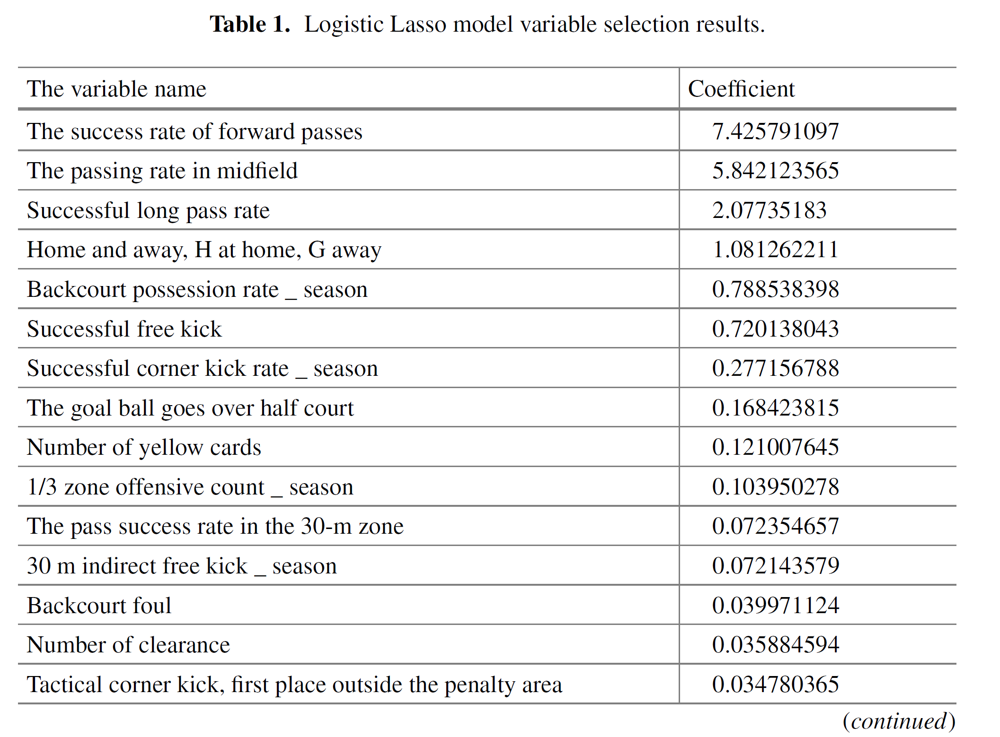 Table 1. Logistic Lasso model variable selection results.
The variable name Coefficient
The success rate of forward passes 7.425791097
The passing rate in midfield 5.842123565
Successful long pass rate 2.07735183
Home and away, H at home, G away 1.081262211
Backcourt possession rate _ season 0.788538398
Successful free kick 0.720138043
Successful corner kick rate _ season 0.277156788
The goal ball goes over half court 0.168423815
Number of yellow cards 0.121007645
1/3 zone offensive count _ season 0.103950278
The pass success rate in the 30-m zone 0.072354657
30 m indirect free kick _ season 0.072143579
Backcourt foul 0.039971124
Number of clearance 0.035884594
Tactical corner kick, first place outside the penalty area 0.034780365
(continued)